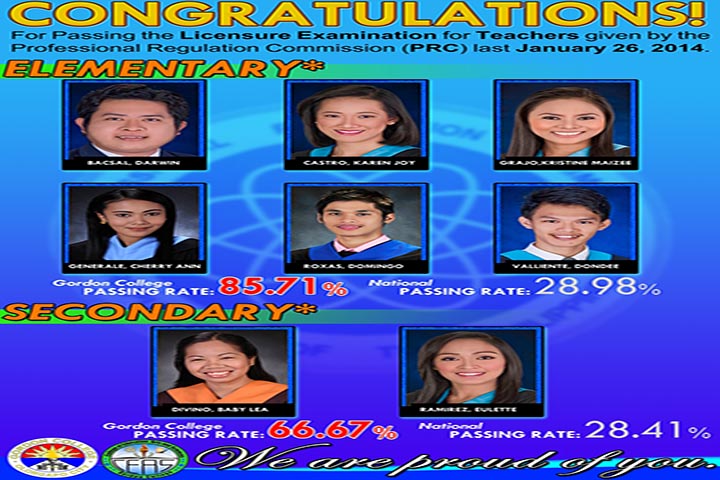 CONGRATULATIONS!
For Passing the Licensure Examination for Teachers given by the
Professional Regulation Commission (PRC) last January 26, 2014.
ELEMENTARY*
BACSAL, DARWIN
CASTRO, KAREN JOY
GRAJO,KRISTINE MAIZEE
GENERALE, CHERRY ANN
ROXAS, DOMINGO
VALLIENTE, DONDEE
Gordon College PASSING RATE: 85.71%
National PASSING RATE: 28.98%
SECONDARY*
DIVINO, BABY LEA
RAMIREZ, EULETTE
Gordon College PASSING RATE: 66.67%
National PASSING RATE: 28.41%
GORDON COLLEGE
CEAS
We are proud of you.